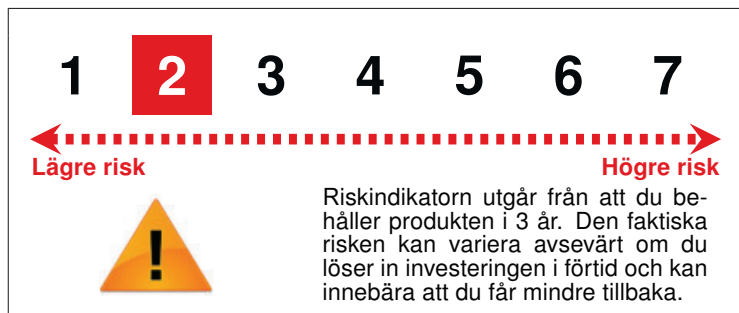 1 2 3 4 5 6 7
Lägre risk Högre risk
Riskindikatorn utgår från att du be-
håller produkten i 3 år. Den faktiska
risken kan variera avsevärt om du
löser in investeringen i förtid och kan
innebära att du får mindre tillbaka.
!